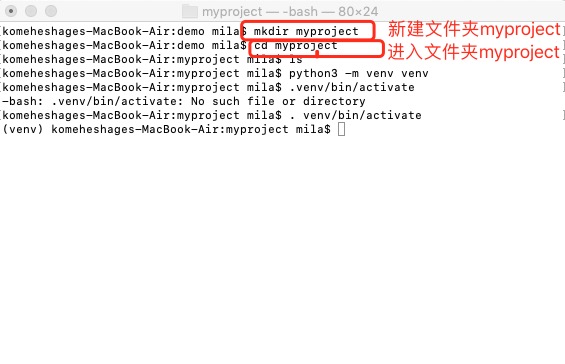 myproject — -bash — 80×24
[komeheshages-MacBook-Air:demo mila$ mkdir myproject ]
新建文件夹myproject
[komeheshages-MacBook-Air:demo mila$ cd myproject ]
进入文件夹myproject
[komeheshages-MacBook-Air:myproject mila$ ls ]
[komeheshages-MacBook-Air:myproject mila$ python3 -m venv venv ]
[komeheshages-MacBook-Air:myproject mila$ .venv/bin/activate ]
-bash: .venv/bin/activate: No such file or directory
[komeheshages-MacBook-Air:myproject mila$ . venv/bin/activate ]
(venv) komeheshages-MacBook-Air:myproject mila$